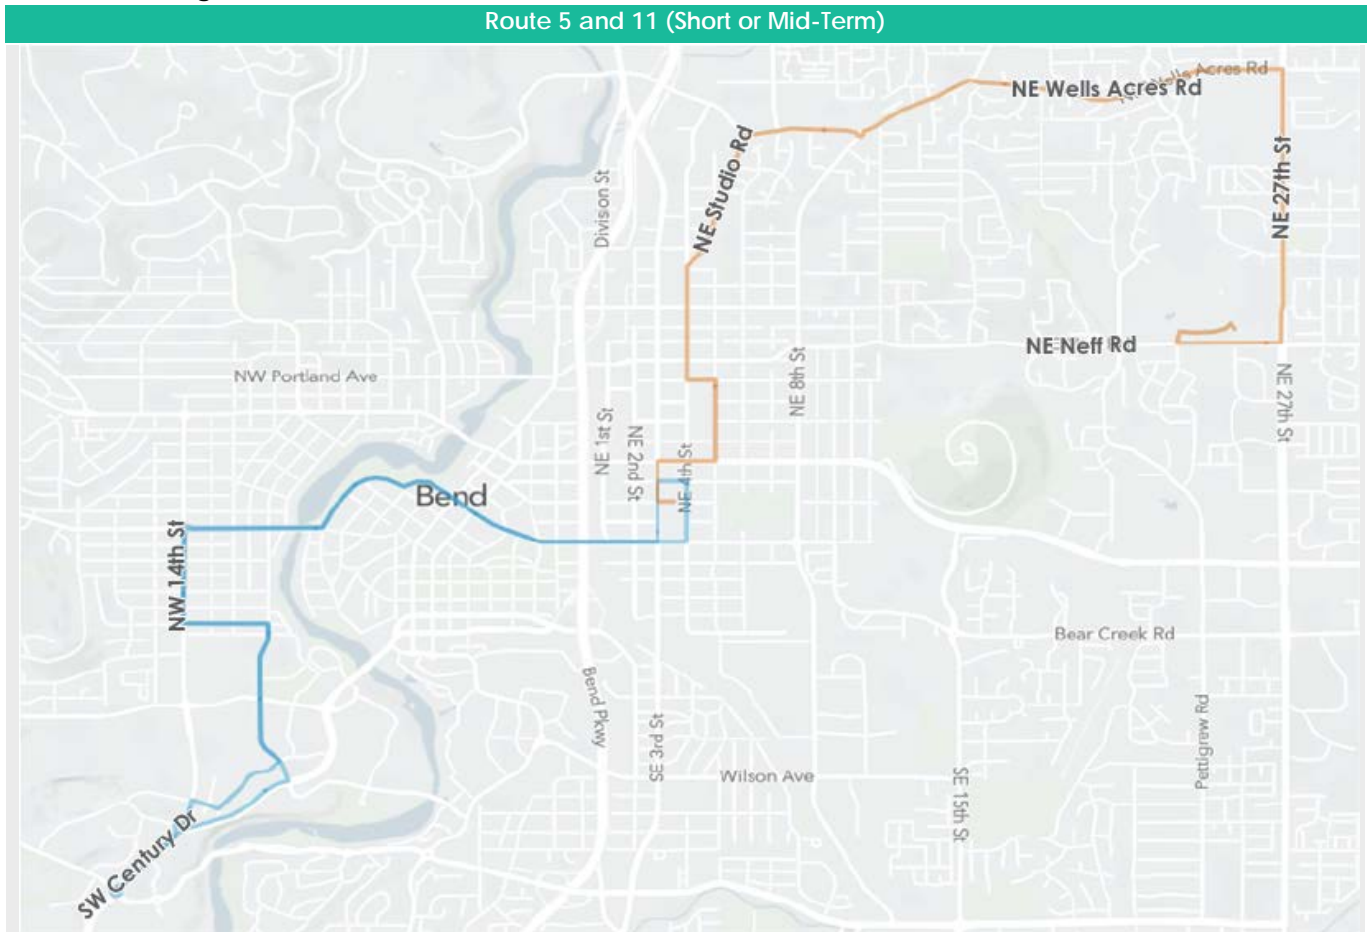 Route 5 and 11 (Short or Mid-Term)
NE Wells Acres Rd
Wells Acres Rd
NE Studio Rd
NE 27th St
Division St
NE Neff Rd
NW Portland Ave
NE 8th St
NE 27th St
NE 1st St
NE 2nd St
NE 4th St
Bend
NW 14th St
Bear Creek Rd
Bend Pkwy
SE 3rd St
Pettigrew Rd
Wilson Ave
SE 15th St
SW Century Dr